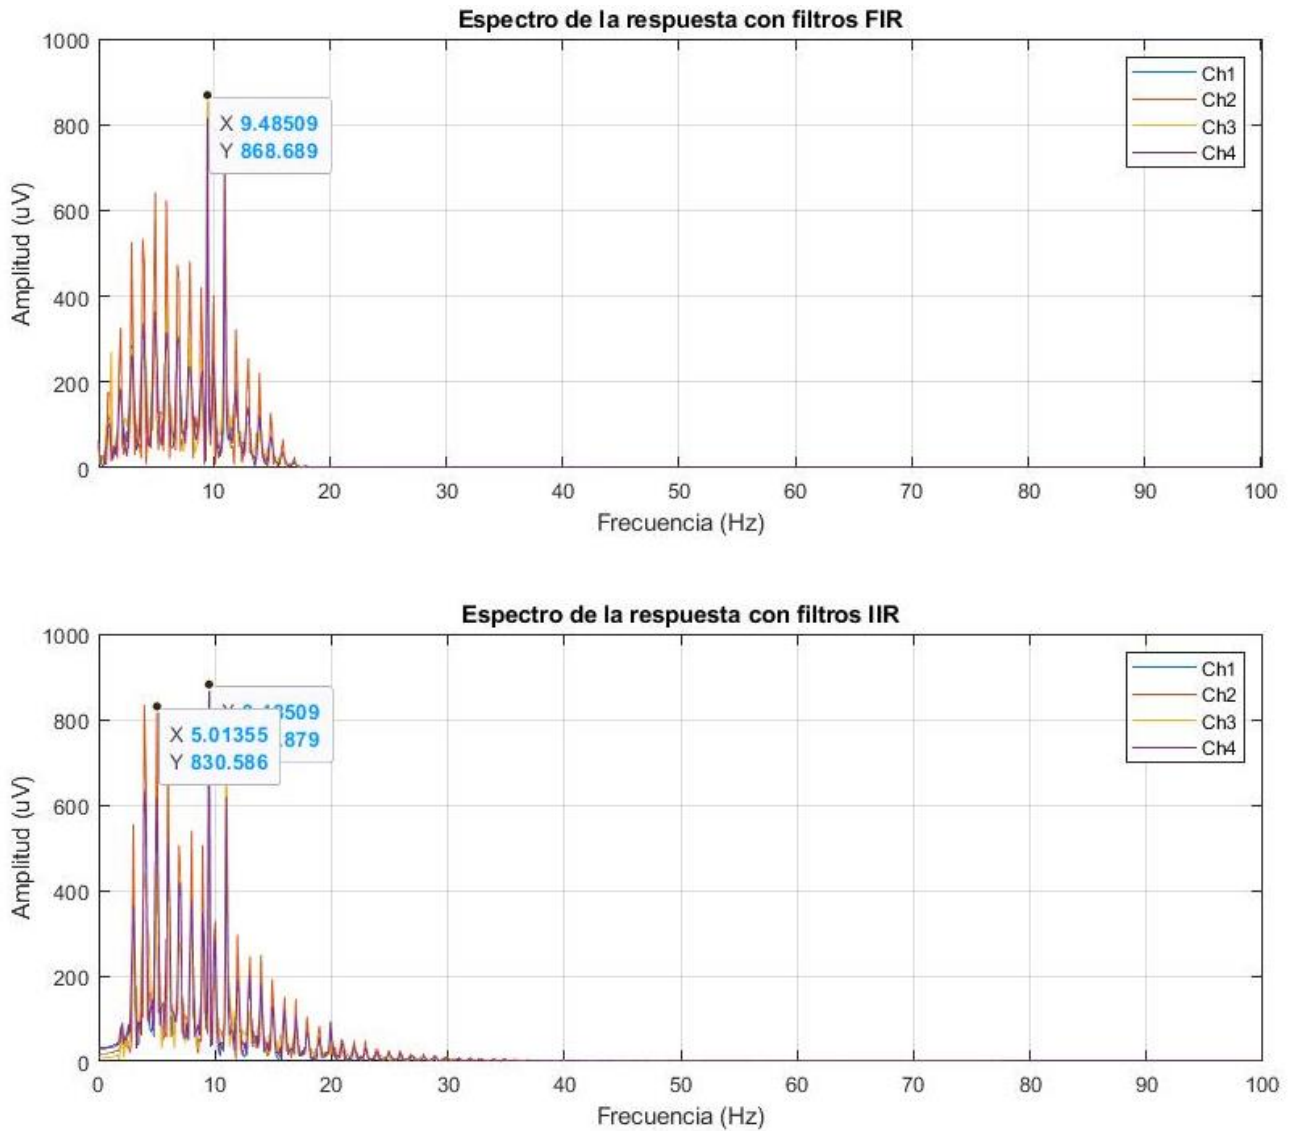 Espectro de la respuesta con filtros FIR
1000
800
600
400
200
0
Amplitud (uV)
X 9.48509
Y 868.689
Ch1
Ch2
Ch3
Ch4
10 20 30 40 50 60 70 80 90 100
Frecuencia (Hz)
Espectro de la respuesta con filtros IIR
1000
800
600
400
200
0
Amplitud (uV)
X 5.01355
Y 830.586
.879
Ch1
Ch2
Ch3
Ch4
0 10 20 30 40 50 60 70 80 90 100
Frecuencia (Hz)